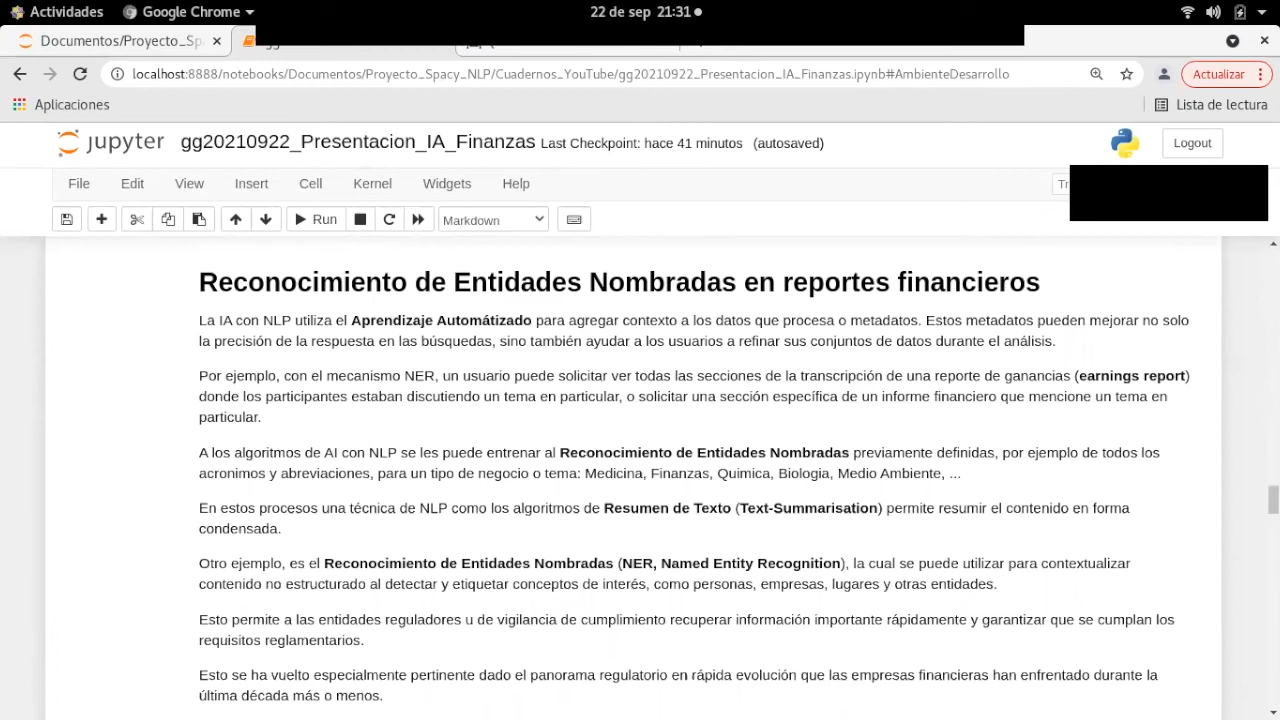 Actividades Google Chrome 22 de sep 21:31
Documentos/Proyecto_Sp
localhost:8888/notebooks/Documentos/Proyecto_Spacy_NLP/Cuadernos_YouTube/gg20210922_Presentacion_IA_Finanzas.ipynb#AmbienteDesarrollo Actualizar
Aplicaciones Lista de lectura
jupyter gg20210922_Presentacion_IA_Finanzas Last Checkpoint: hace 41 minutos (autosaved) Logout
File Edit View Insert Cell Kernel Widgets Help
Run Markdown
Reconocimiento de Entidades Nombradas en reportes financieros
La IA con NLP utiliza el Aprendizaje Automátizado para agregar contexto a los datos que procesa o metadatos. Estos metadatos pueden mejorar no solo
la precisión de la respuesta en las búsquedas, sino también ayudar a los usuarios a refinar sus conjuntos de datos durante el análisis.
Por ejemplo, con el mecanismo NER, un usuario puede solicitar ver todas las secciones de la transcripción de una reporte de ganancias (earnings report)
donde los participantes estaban discutiendo un tema en particular, o solicitar una sección específica de un informe financiero que mencione un tema en
particular.
A los algoritmos de AI con NLP se les puede entrenar al Reconocimiento de Entidades Nombradas previamente definidas, por ejemplo de todos los
acronimos y abreviaciones, para un tipo de negocio o tema: Medicina, Finanzas, Quimica, Biologia, Medio Ambiente, ...
En estos procesos una técnica de NLP como los algoritmos de Resumen de Texto (Text-Summarisation) permite resumir el contenido en forma
condensada.
Otro ejemplo, es el Reconocimiento de Entidades Nombradas (NER, Named Entity Recognition), la cual se puede utilizar para contextualizar
contenido no estructurado al detectar y etiquetar conceptos de interés, como personas, empresas, lugares y otras entidades.
Esto permite a las entidades reguladores u de vigilancia de cumplimiento recuperar información importante rápidamente y garantizar que se cumplan los
requisitos reglamentarios.
Esto se ha vuelto especialmente pertinente dado el panorama regulatorio en rápida evolución que las empresas financieras han enfrentado durante la
última década más o menos.